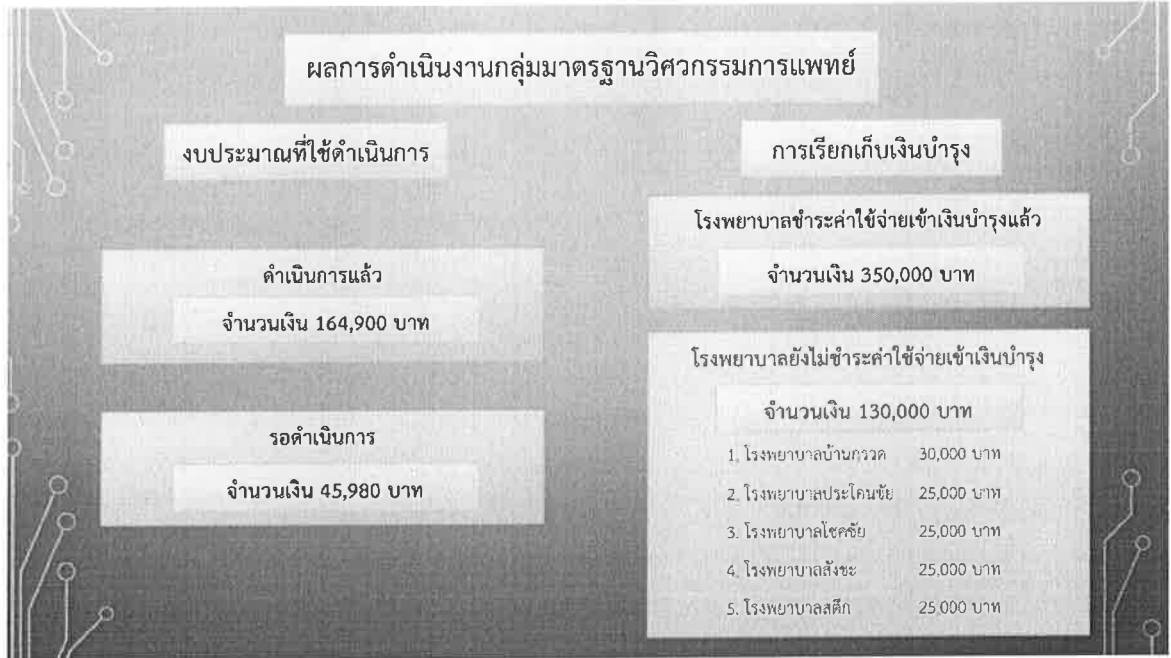 ผลการดำเนินงานกลุ่มมาตรฐานวิศวกรรมการแพทย์
งบประมาณที่ใช้ดำเนินการ
ดำเนินการแล้ว
จำนวนเงิน 164,900 บาท
รอดำเนินการ
จำนวนเงิน 45,980 บาท
การเรียกเก็บเงินบำรุง
โรงพยาบาลชำระค่าใช้จ่ายเข้าเงินบำรุงแล้ว
จำนวนเงิน 350,000 บาท
โรงพยาบาลยังไม่ชำระค่าใช้จ่ายเข้าเงินบำรุง
จำนวนเงิน 130,000 บาท
1. โรงพยาบาลบ้านกรวด 30,000 บาท
2. โรงพยาบาลประโคนชัย 25,000 บาท
3. โรงพยาบาลโชคชัย 25,000 บาท
4. โรงพยาบาลสังขะ 25,000 บาท
5. โรงพยาบาลสตึก 25,000 บาท